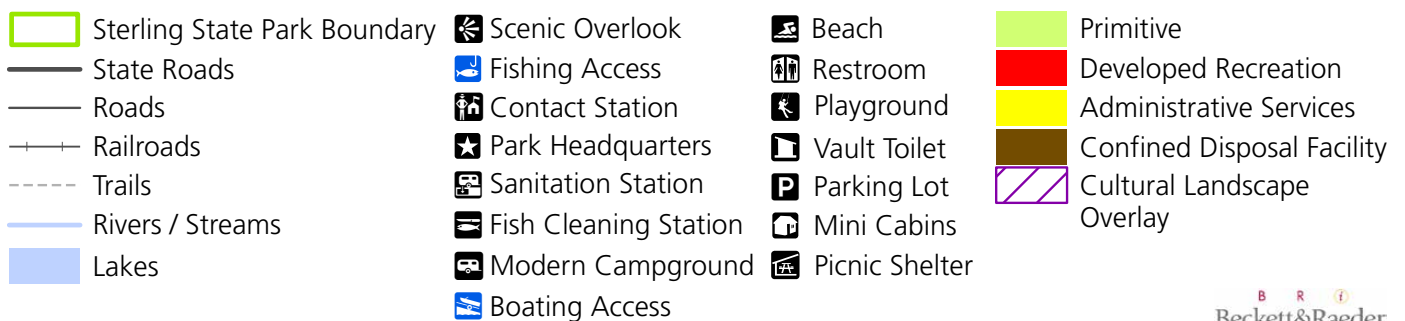 Sterling State Park Boundary
State Roads
Roads
Railroads
Trails
Rivers / Streams
Lakes
Scenic Overlook
Fishing Access
Contact Station
Park Headquarters
Sanitation Station
Fish Cleaning Station
Modern Campground
Boating Access
Beach
Restroom
Playground
Vault Toilet
P Parking Lot
Mini Cabins
Picnic Shelter
Primitive
Developed Recreation
Administrative Services
Confined Disposal Facility
Cultural Landscape
Overlay
B R i
Beckett&Raeder